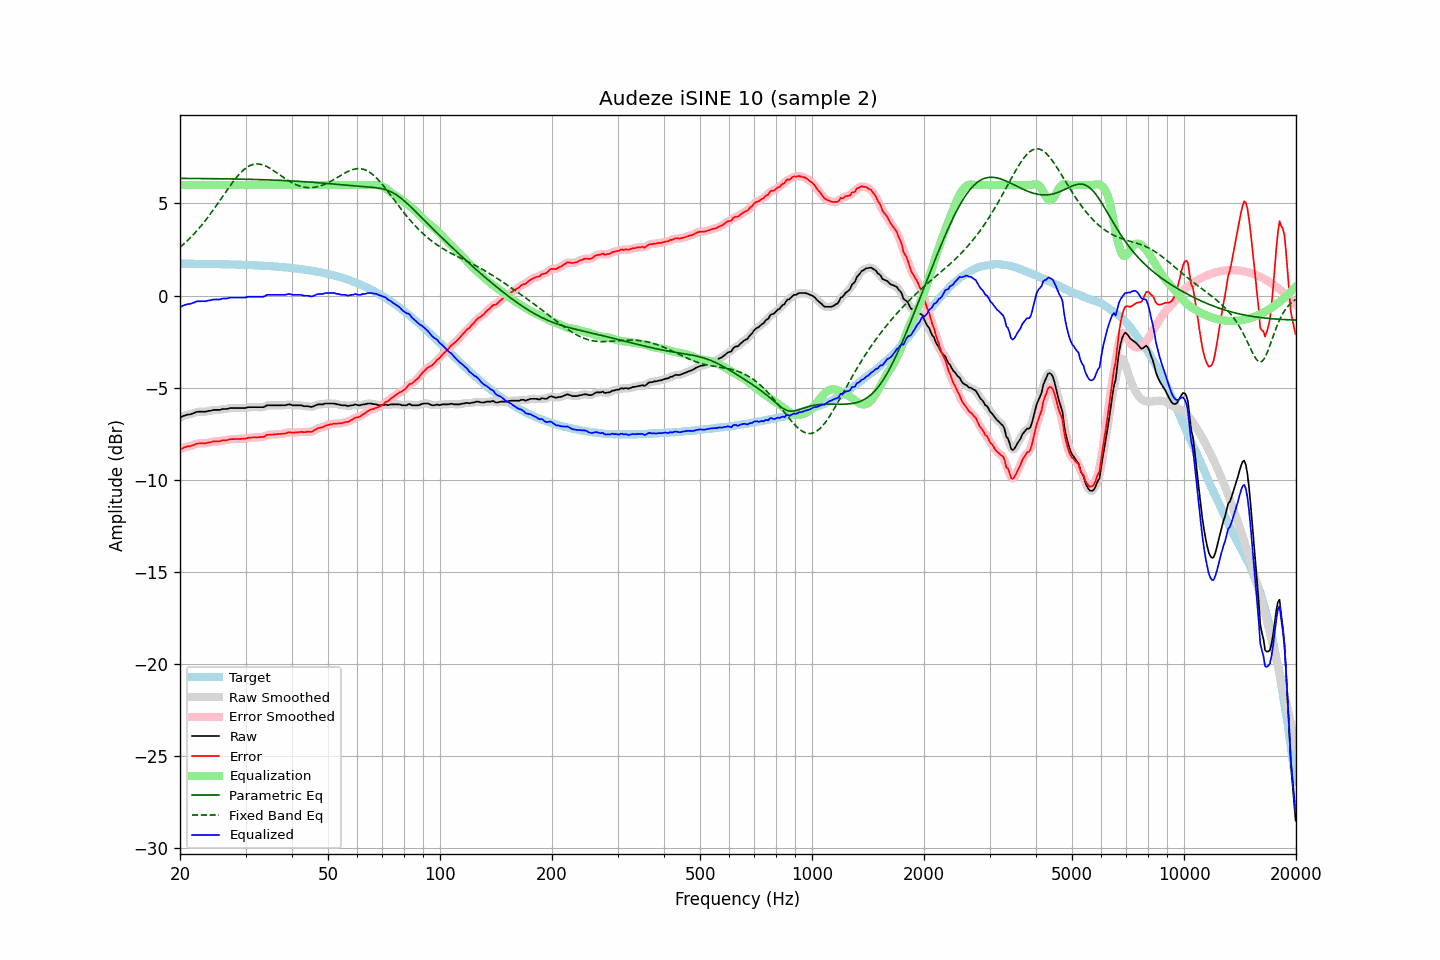 Audeze iSINE 10 (sample 2)
Amplitude (dBr)
5
0
−5
−10
−15
−20
−25
−30
Target
Raw Smoothed
Error Smoothed
Raw
Error
Equalization
Parametric Eq
Fixed Band Eq
Equalized
20 50 100 200 500 1000 2000 5000 10000 20000
Frequency (Hz)